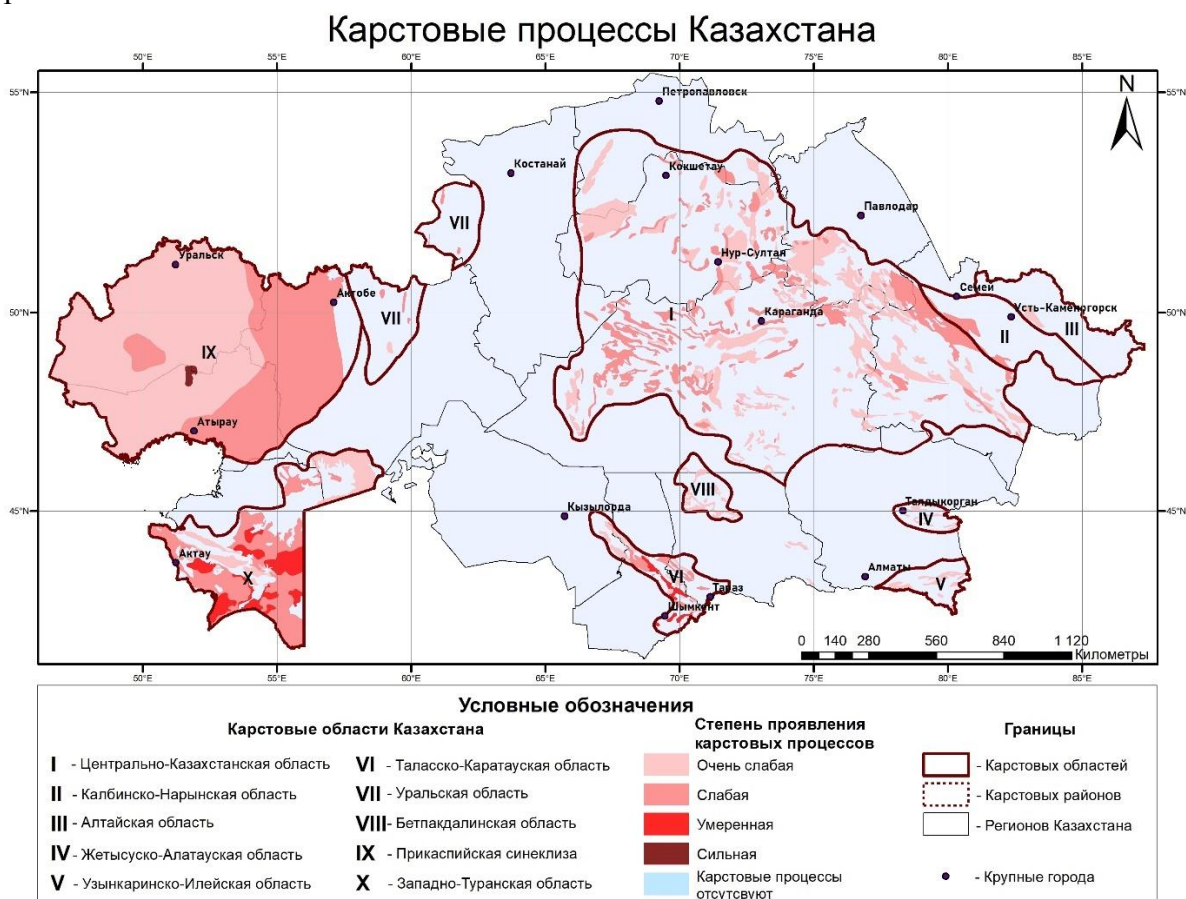 Карстовые процессы Казахстана
50°E 55°E 60°E 65°E 70°E 75°E 80°E 85°E
55°N 55°N
N
Петропавловск
Костанай
Кокшетау
Павлодар
VII
Уральск
Нур-Султан
Семей
Актобе
Усть-Каменогорск
50°N 50°N
VII
I
Караганда
II
III
IX
Атырау
VIII
Кызылорда
Талдыкорган
45°N 45°N
IV
Актау
X
VI
Алматы
V
Тараз
Шымкент
0 140 280 560 840 1 120
Километры
50°E 55°E 60°E 65°E 70°E 75°E 80°E 85°E
Условные обозначения
Карстовые области Казахстана
I - Центрально-Казахстанская область
II - Калбинско-Нарынская область
III - Алтайская область
IV - Жетысуско-Алатауская область
V - Узынкаринско-Илейская область
VI - Таласско-Каратауская область
VII - Уральская область
VIII - Бетпакдалинская область
IX - Прикаспийская синеклиза
X - Западно-Туранская область
Степень проявления
карстовых процессов
Очень слабая
Слабая
Умеренная
Сильная
Карстовые процессы
отсутсвуют
Границы
- Карстовых областей
- Карстовых районов
- Регионов Казахстана
- Крупные города